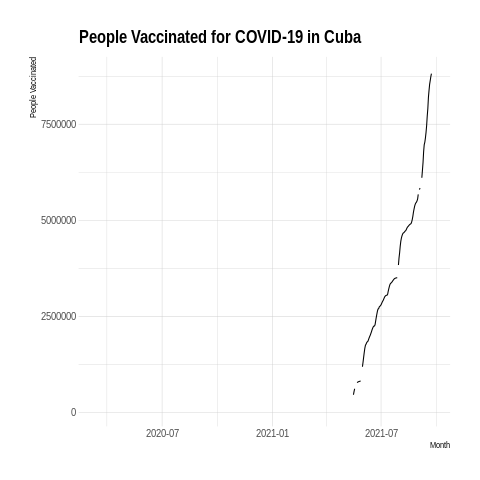 People Vaccinated for COVID-19 in Cuba
People Vaccinated
7500000
5000000
2500000
0
2020-07
2021-01
2021-07
Month